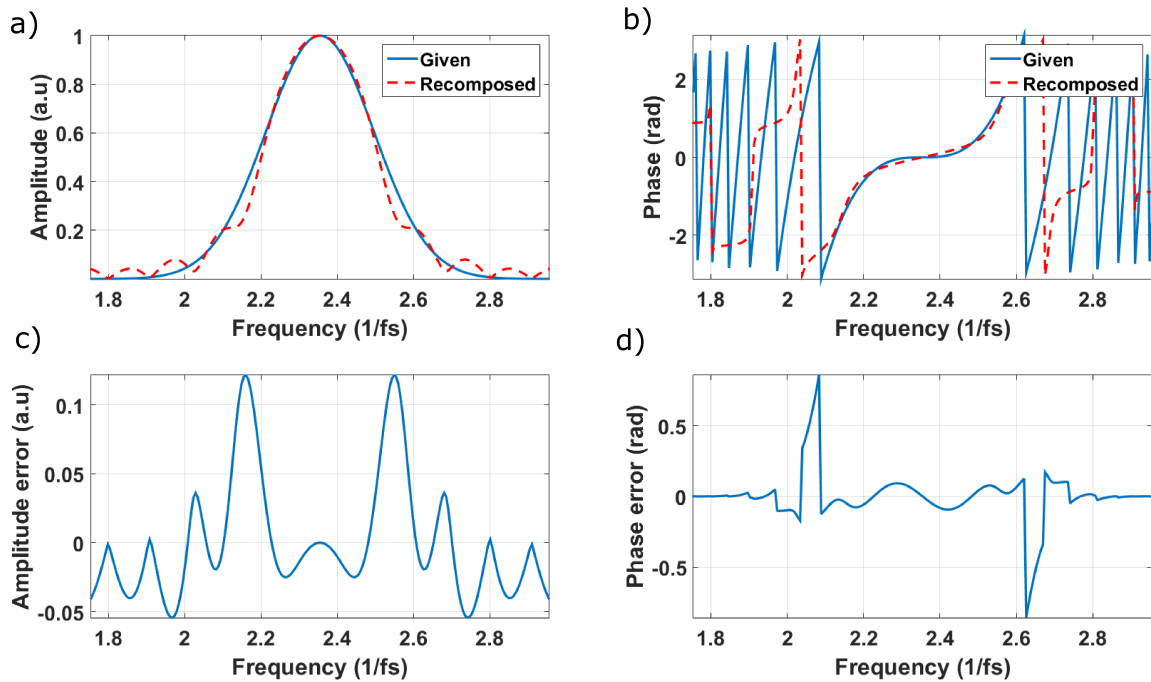 a)
Amplitude (a.u)
1
0.8
0.6
0.4
0.2
1.8 2 2.2 2.4 2.6 2.8
Frequency (1/fs)
Given
Recomposed
b)
Phase (rad)
2
0
-2
1.8 2 2.2 2.4 2.6 2.8
Frequency (1/fs)
Given
Recomposed
c)
Amplitude error (a.u)
0.1
0.05
0
-0.05
1.8 2 2.2 2.4 2.6 2.8
Frequency (1/fs)
d)
Phase error (rad)
0.5
0
-0.5
1.8 2 2.2 2.4 2.6 2.8
Frequency (1/fs)